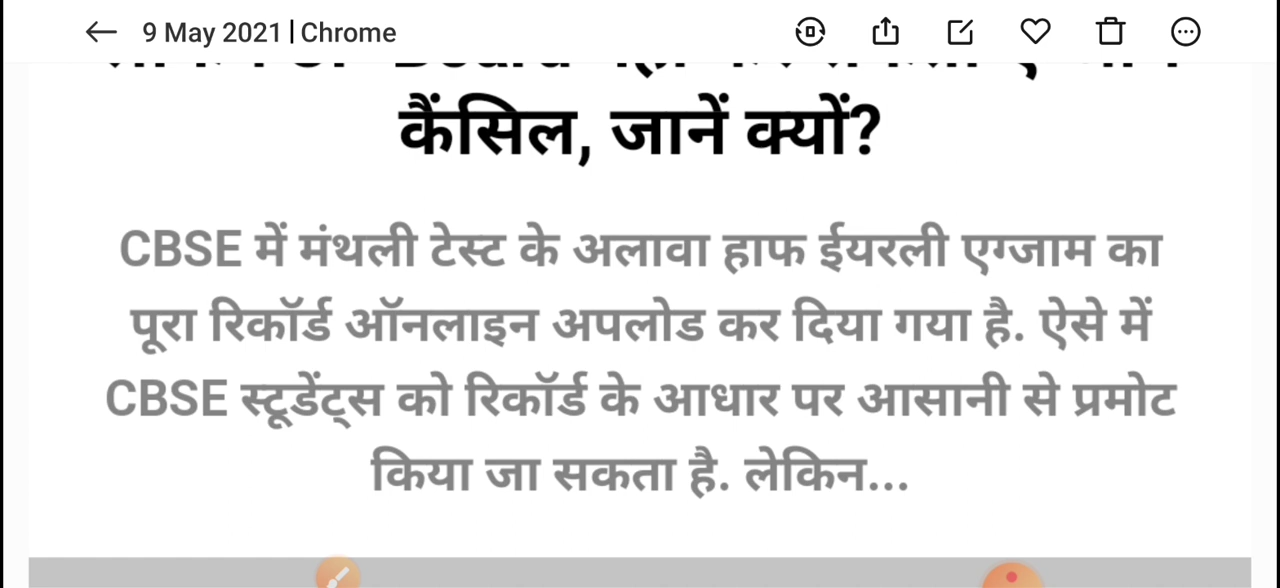 9 May 2021 | Chrome
कैंसिल, जानें क्यों?
CBSE में मंथली टेस्ट के अलावा हाफ ईयरली एग्जाम का
पूरा रिकॉर्ड ऑनलाइन अपलोड कर दिया गया है. ऐसे में
CBSE स्टूडेंट्स को रिकॉर्ड के आधार पर आसानी से प्रमोट
किया जा सकता है. लेकिन...